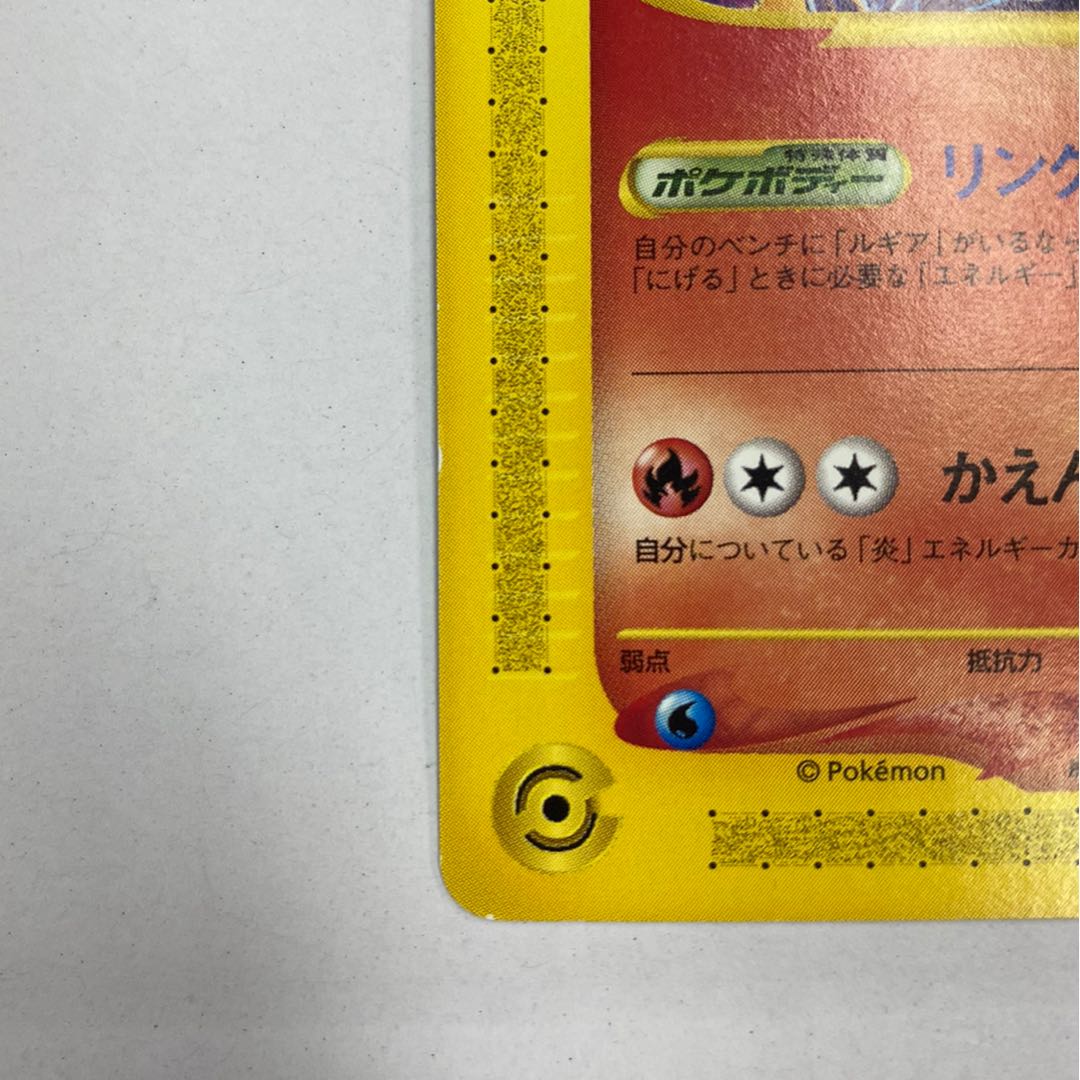 特殊体質
ポケボディー
リング
自分のベンチに「ルギア」がいるなら
「にげる」ときに必要な「エネルギー」
かえん
自分についている「炎」エネルギーカ
弱点
抵抗力
© Pokémon